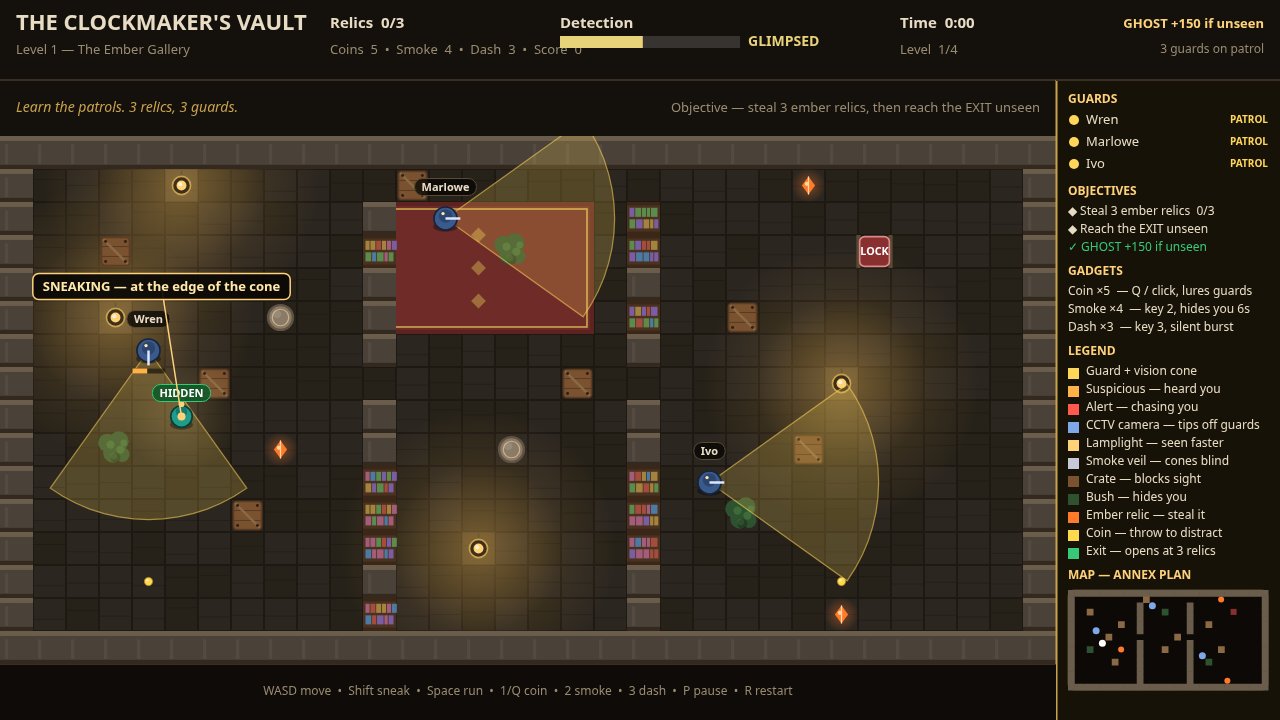 THE CLOCKMAKER'S VAULT
Level 1 — The Ember Gallery
Relics 0/3
Coins 5 • Smoke 4 • Dash 3 • Score 0
Detection
GLIMPSED
Time 0:00
Level 1/4
GHOST +150 if unseen
3 guards on patrol
Learn the patrols. 3 relics, 3 guards.
Objective — steal 3 ember relics, then reach the EXIT unseen
Marlowe
LOCK
SNEAKING — at the edge of the cone
Wren
HIDDEN
Ivo
WASD move • Shift sneak • Space run • 1/Q coin • 2 smoke • 3 dash • P pause • R restart
GUARDS
Wren PATROL
Marlowe PATROL
Ivo PATROL
OBJECTIVES
◆ Steal 3 ember relics 0/3
◆ Reach the EXIT unseen
✓ GHOST +150 if unseen
GADGETS
Coin ×5 — Q / click, lures guards
Smoke ×4 — key 2, hides you 6s
Dash ×3 — key 3, silent burst
LEGEND
Guard + vision cone
Suspicious — heard you
Alert — chasing you
CCTV camera — tips off guards
Lamplight — seen faster
Smoke veil — cones blind
Crate — blocks sight
Bush — hides you
Ember relic — steal it
Coin — throw to distract
Exit — opens at 3 relics
MAP — ANNEX PLAN